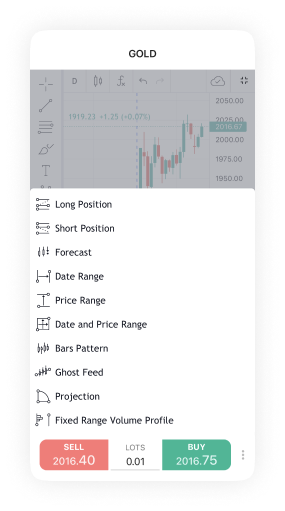 GOLD
D
2050.00
1919.23 +1.25 (+0.07%)
2025.00
2016.67
2000.00
1975.00
1950.00
T
Long Position
Short Position
Forecast
Date Range
Price Range
Date and Price Range
Bars Pattern
Ghost Feed
Projection
Fixed Range Volume Profile
SELL LOTS BUY
2016.40 0.01 2016.75